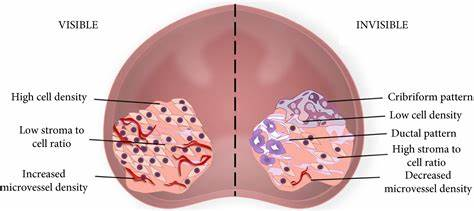 VISIBLE
INVISIBLE
High cell density
Low stroma to
cell ratio
Increased
microvessel density
Cribriform pattern
Low cell density
Ductal pattern
High stroma to
cell ratio
Decreased
microvessel density